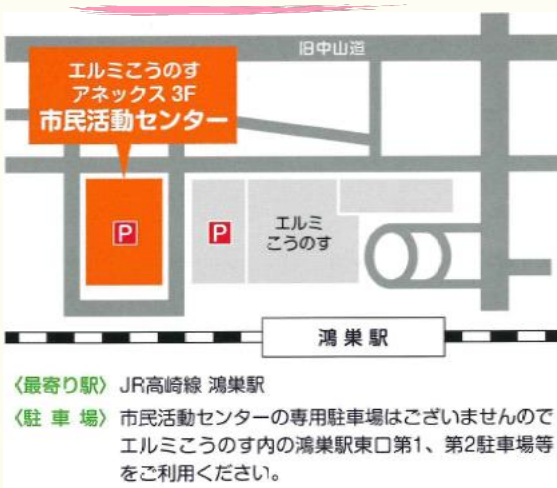 旧中山道
エルミこうのす
アネックス 3F
市民活動センター
P
P
エルミ
こうのす
鴻巣駅
〈最寄り駅〉 JR高崎線 鴻巣駅
〈駐 車 場〉 市民活動センターの専用駐車場はございませんので
エルミこうのす内の鴻巣駅東口第1、第2駐車場等
をご利用ください。